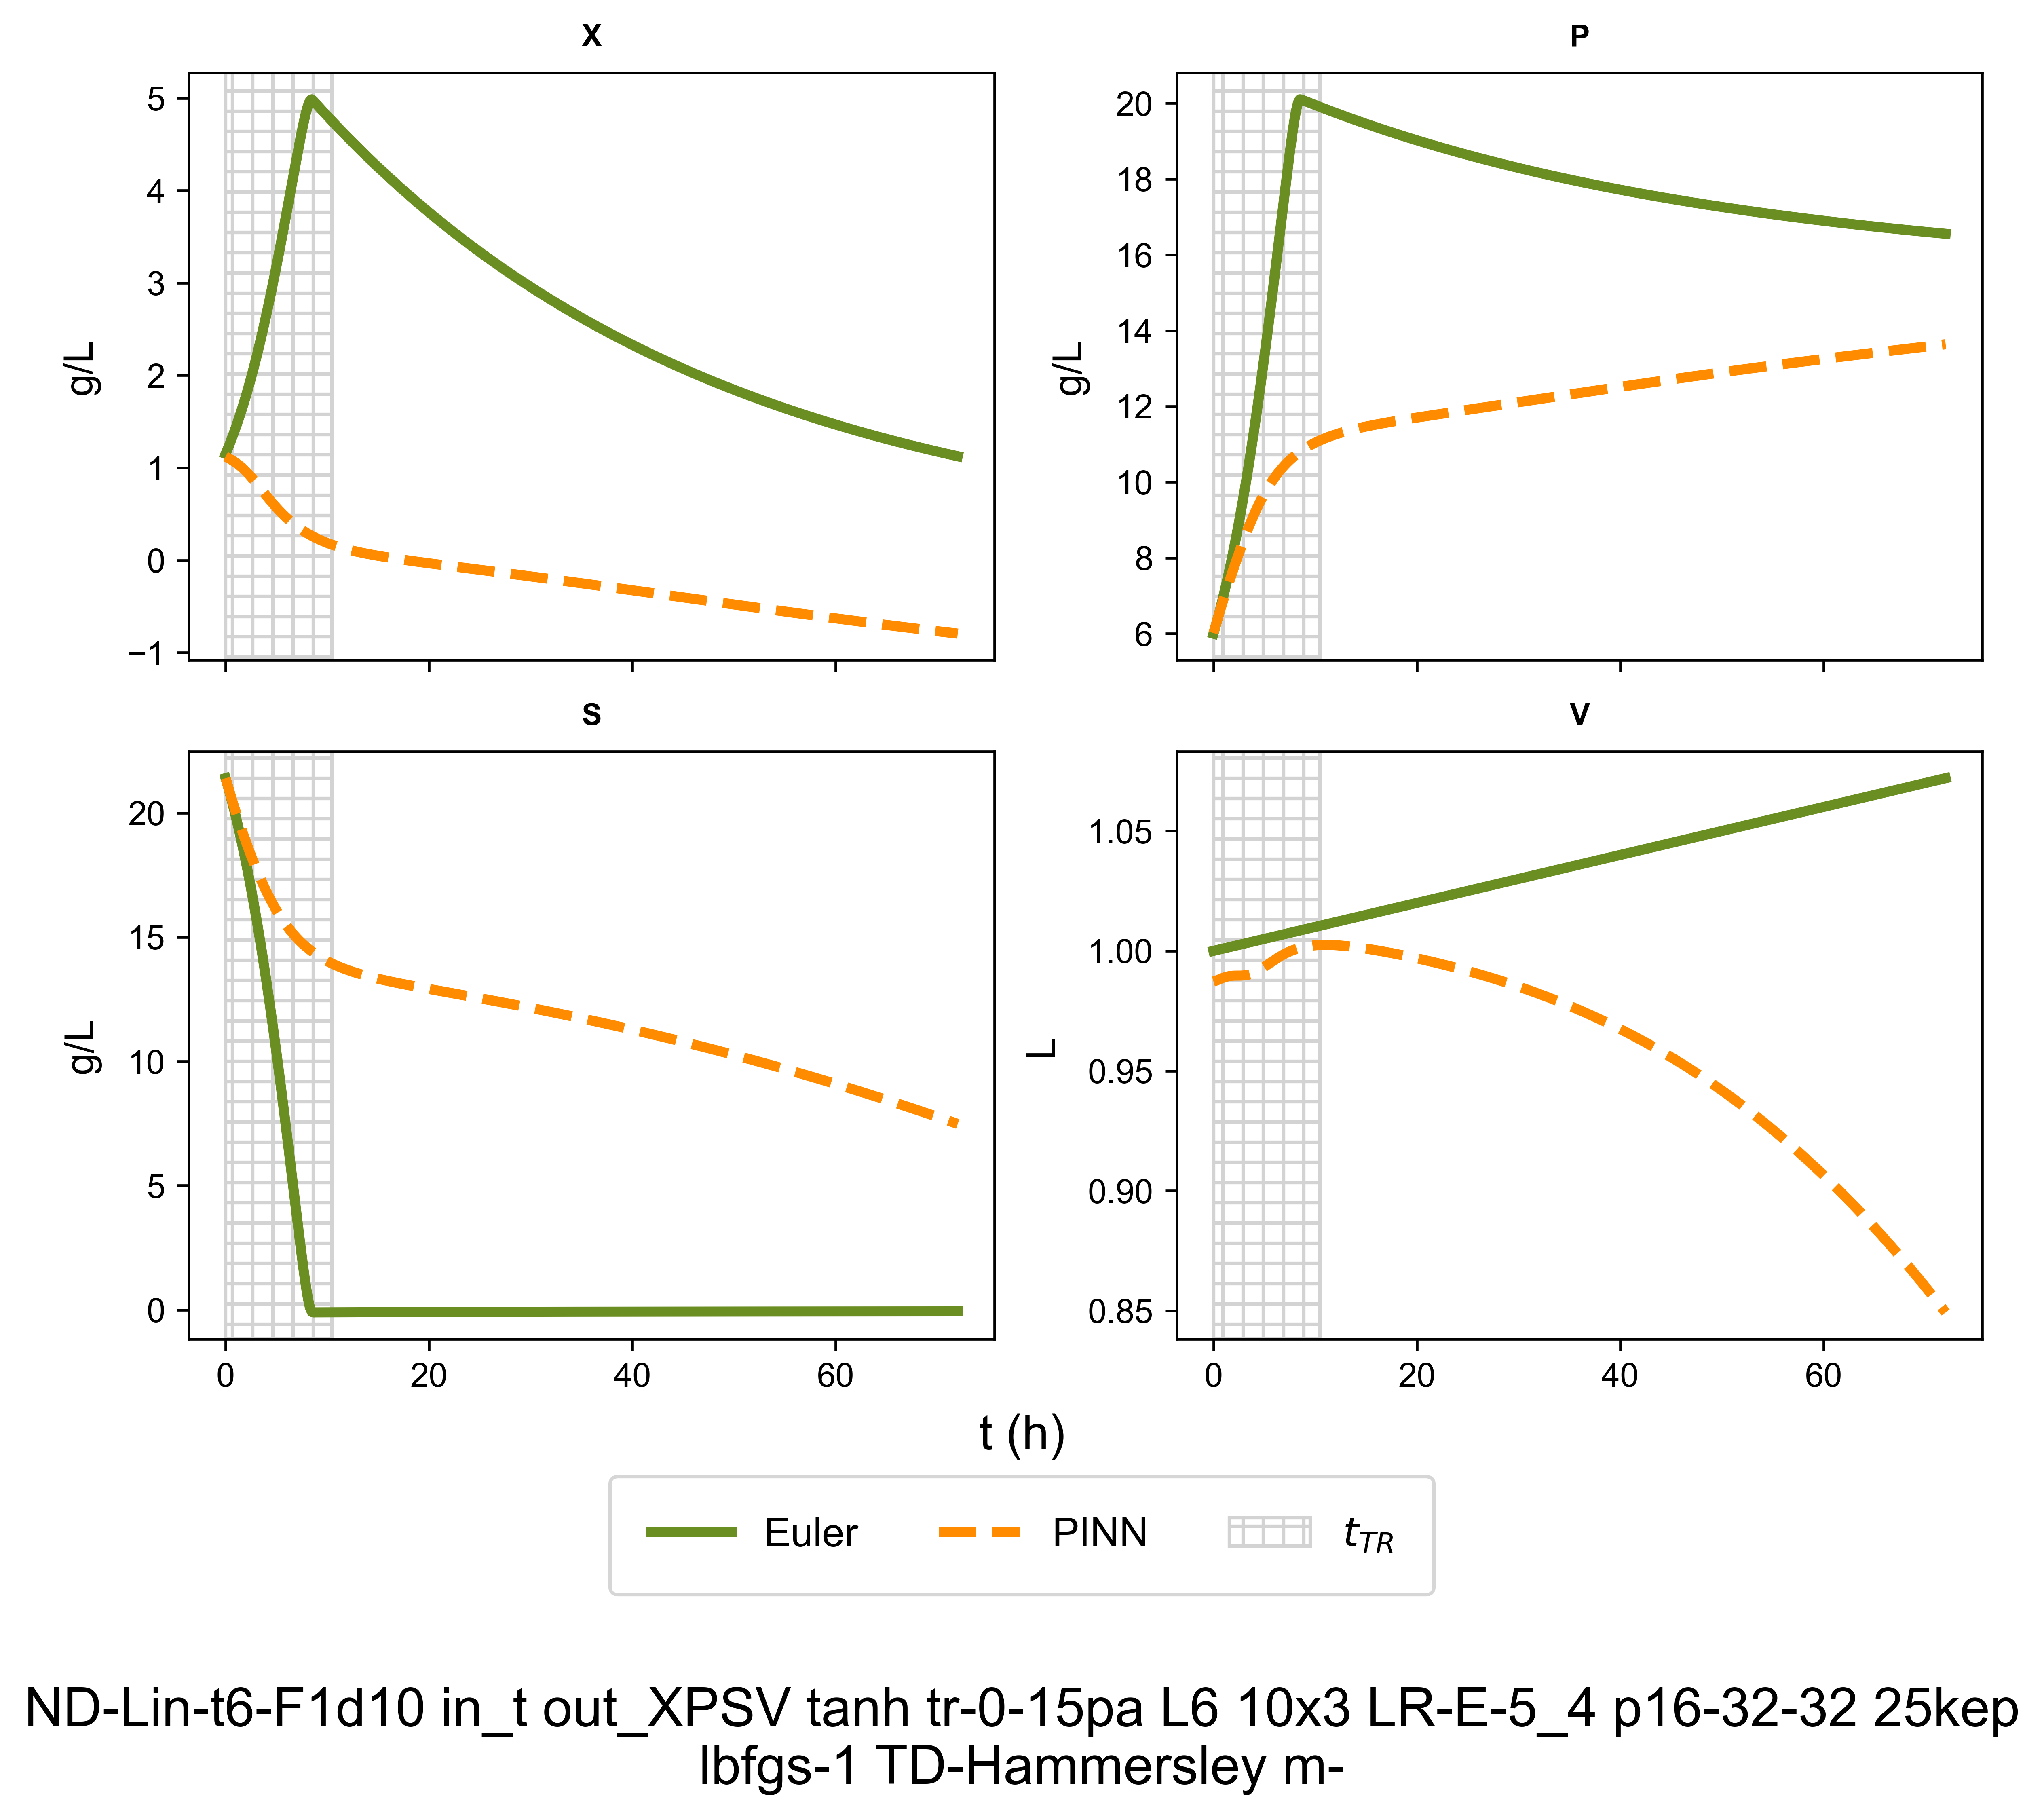 X
5
4
3
2
1
0
−1
g/L
P
20
18
16
14
12
10
8
6
g/L
S
20
15
10
5
0
g/L
0 20 40 60
V
1.05
1.00
0.95
0.90
0.85
L
0 20 40 60
t (h)
Euler PINN t_TR
ND-Lin-t6-F1d10 in_t out_XPSV tanh tr-0-15pa L6 10x3 LR-E-5_4 p16-32-32 25kep
lbfgs-1 TD-Hammersley m-